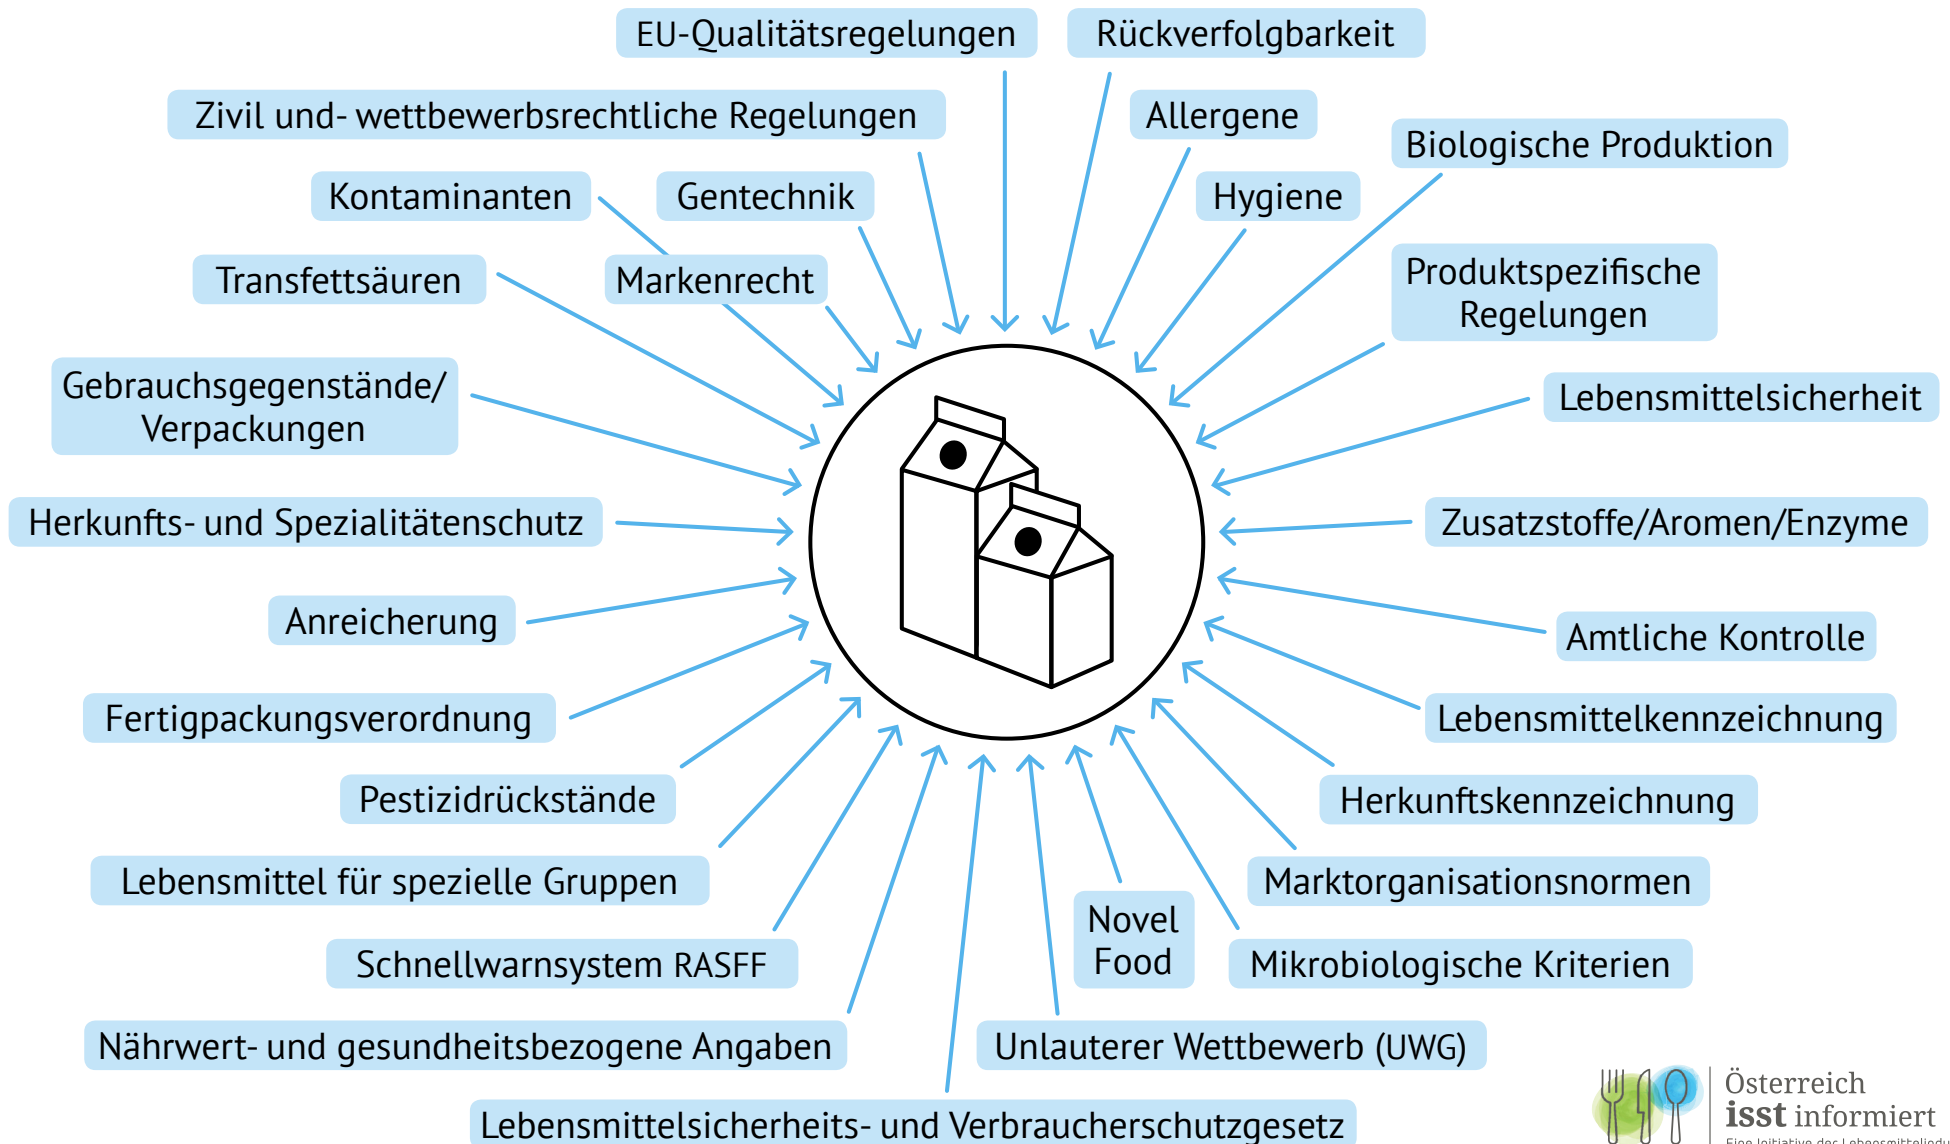 EU-Qualitätsregelungen
Rückverfolgbarkeit
Zivil und- wettbewerbsrechtliche Regelungen
Allergene
Biologische Produktion
Kontaminanten
Gentechnik
Hygiene
Transfettsäuren
Markenrecht
Produktspezifische
Regelungen
Gebrauchsgegenstände/
Verpackungen
Lebensmittelsicherheit
Herkunfts- und Spezialitätenschutz
Zusatzstoffe/Aromen/Enzyme
Anreicherung
Amtliche Kontrolle
Fertigpackungsverordnung
Lebensmittelkennzeichnung
Pestizidrückstände
Herkunftskennzeichnung
Lebensmittel für spezielle Gruppen
Marktorganisationsnormen
Novel
Food
Schnellwarnsystem RASFF
Mikrobiologische Kriterien
Nährwert- und gesundheitsbezogene Angaben
Unlauterer Wettbewerb (UWG)
Lebensmittelsicherheits- und Verbraucherschutzgesetz
Österreich
isst informiert
Eine Initiative der